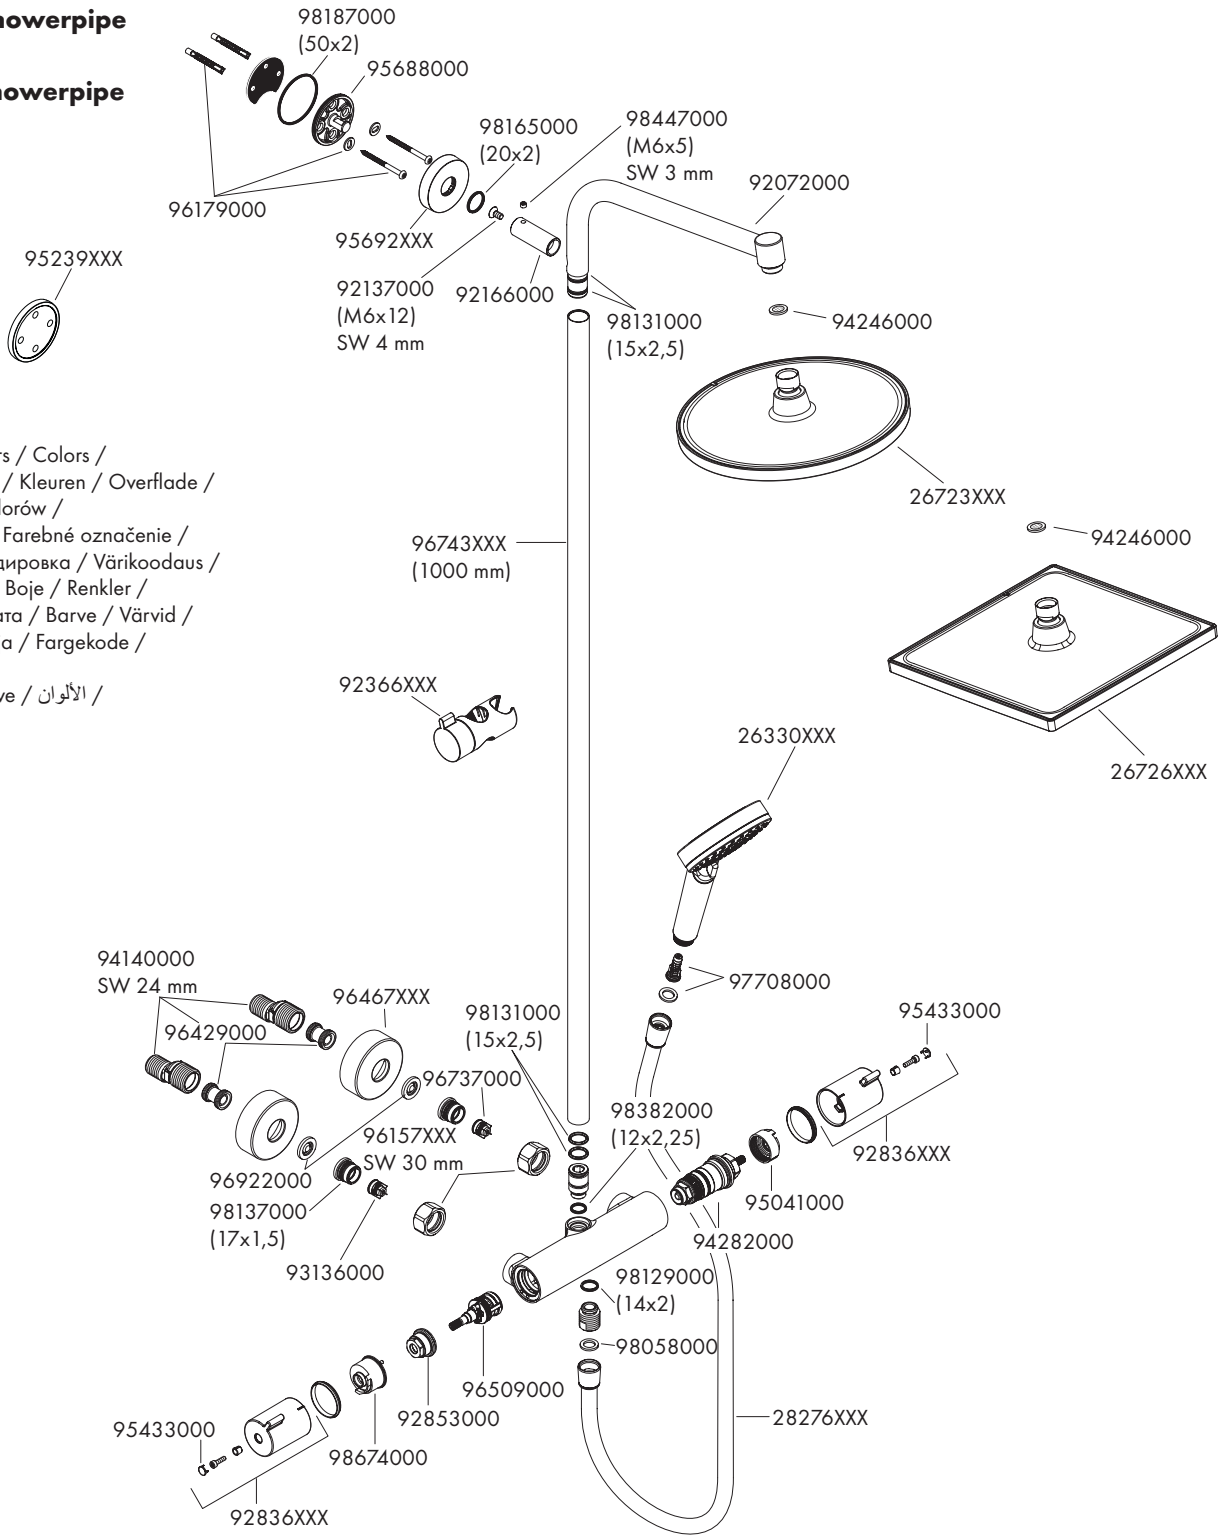 howerpipe
howerpipe
98187000
(50x2)
95688000
98165000
(20x2)
98447000
(M6x5)
SW 3 mm
92072000
96179000
95692XXX
95239XXX
92137000
(M6x12)
SW 4 mm
92166000
98131000
(15x2,5)
94246000
26723XXX
rs / Colors /
/ Kleuren / Overflade /
lorów /
Farebné označenie /
дировка / Värikoodaus /
Boje / Renkler /
ата / Barve / Värvid /
a / Fargekode /
ye / الألوان /
96743XXX
(1000 mm)
94246000
92366XXX
26330XXX
26726XXX
94140000
SW 24 mm
96467XXX
97708000
96429000
98131000
(15x2,5)
95433000
96737000
98382000
(12x2,25)
96157XXX
SW 30 mm
92836XXX
96922000
95041000
98137000
(17x1,5)
94282000
93136000
98129000
(14x2)
98058000
96509000
92853000
28276XXX
95433000
98674000
92836XXX